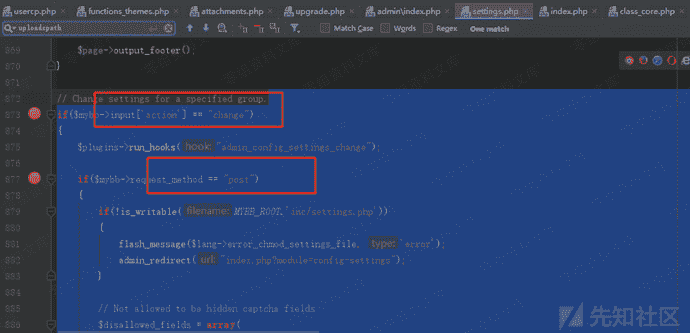 usercp.php functions_themes.php attachments.php upgrade.php admin\index.php settings.php index.php class_core.php
uploadspath Match Case Words Regex One match
969 $page->output_footer();
970 }
971
972 // Change settings for a specified group.
973 if($mybb->input['action'] == "change")
974 {
975 $plugins->run_hooks( hook: "admin_config_settings_change");
976
977 if($mybb->request_method == "post")
978 {
979 if(!is_writable( filename: MYBB_ROOT.'inc/settings.php'))
980 {
981 flash_message($lang->error_chmod_settings_file, type: 'error');
982 admin_redirect( url: "index.php?module=config-settings");
983 }
984
985 // Not allowed to be hidden captcha fields
986 $disallowed_fields = array(
先知社区